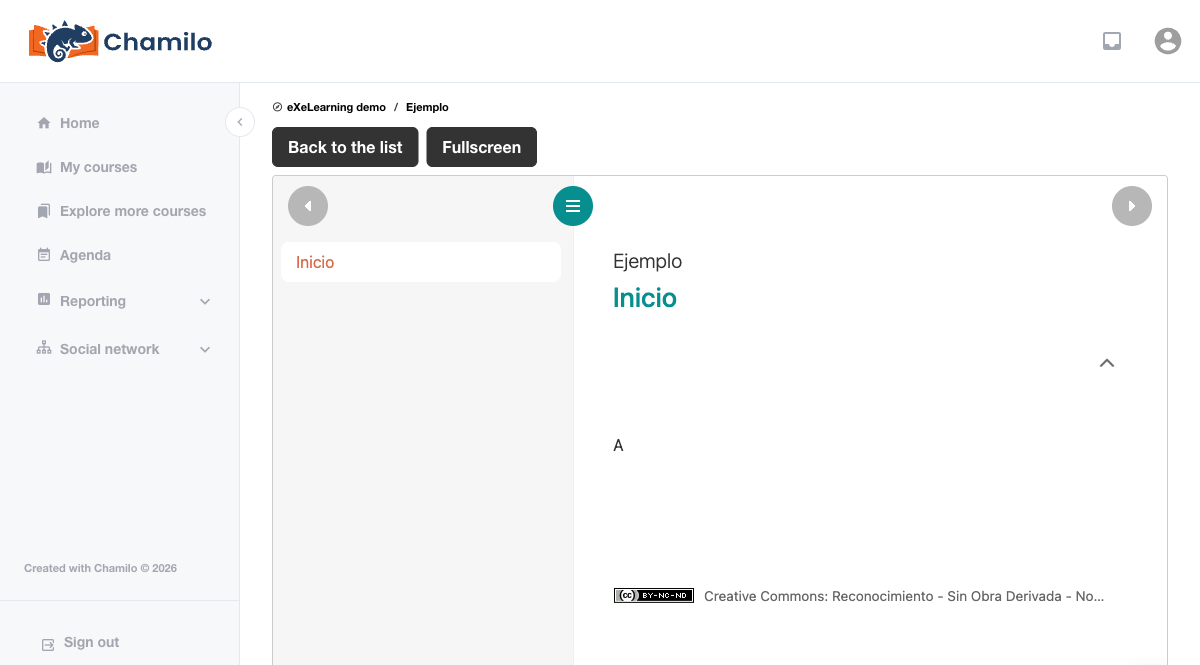 Chamilo
Home
My courses
Explore more courses
Agenda
Reporting
Social network
Created with Chamilo © 2026
Sign out
eXeLearning demo / Ejemplo
Back to the list
Fullscreen
Inicio
Ejemplo
Inicio
A
cc BY-NC-ND
Creative Commons: Reconocimiento - Sin Obra Derivada - No...